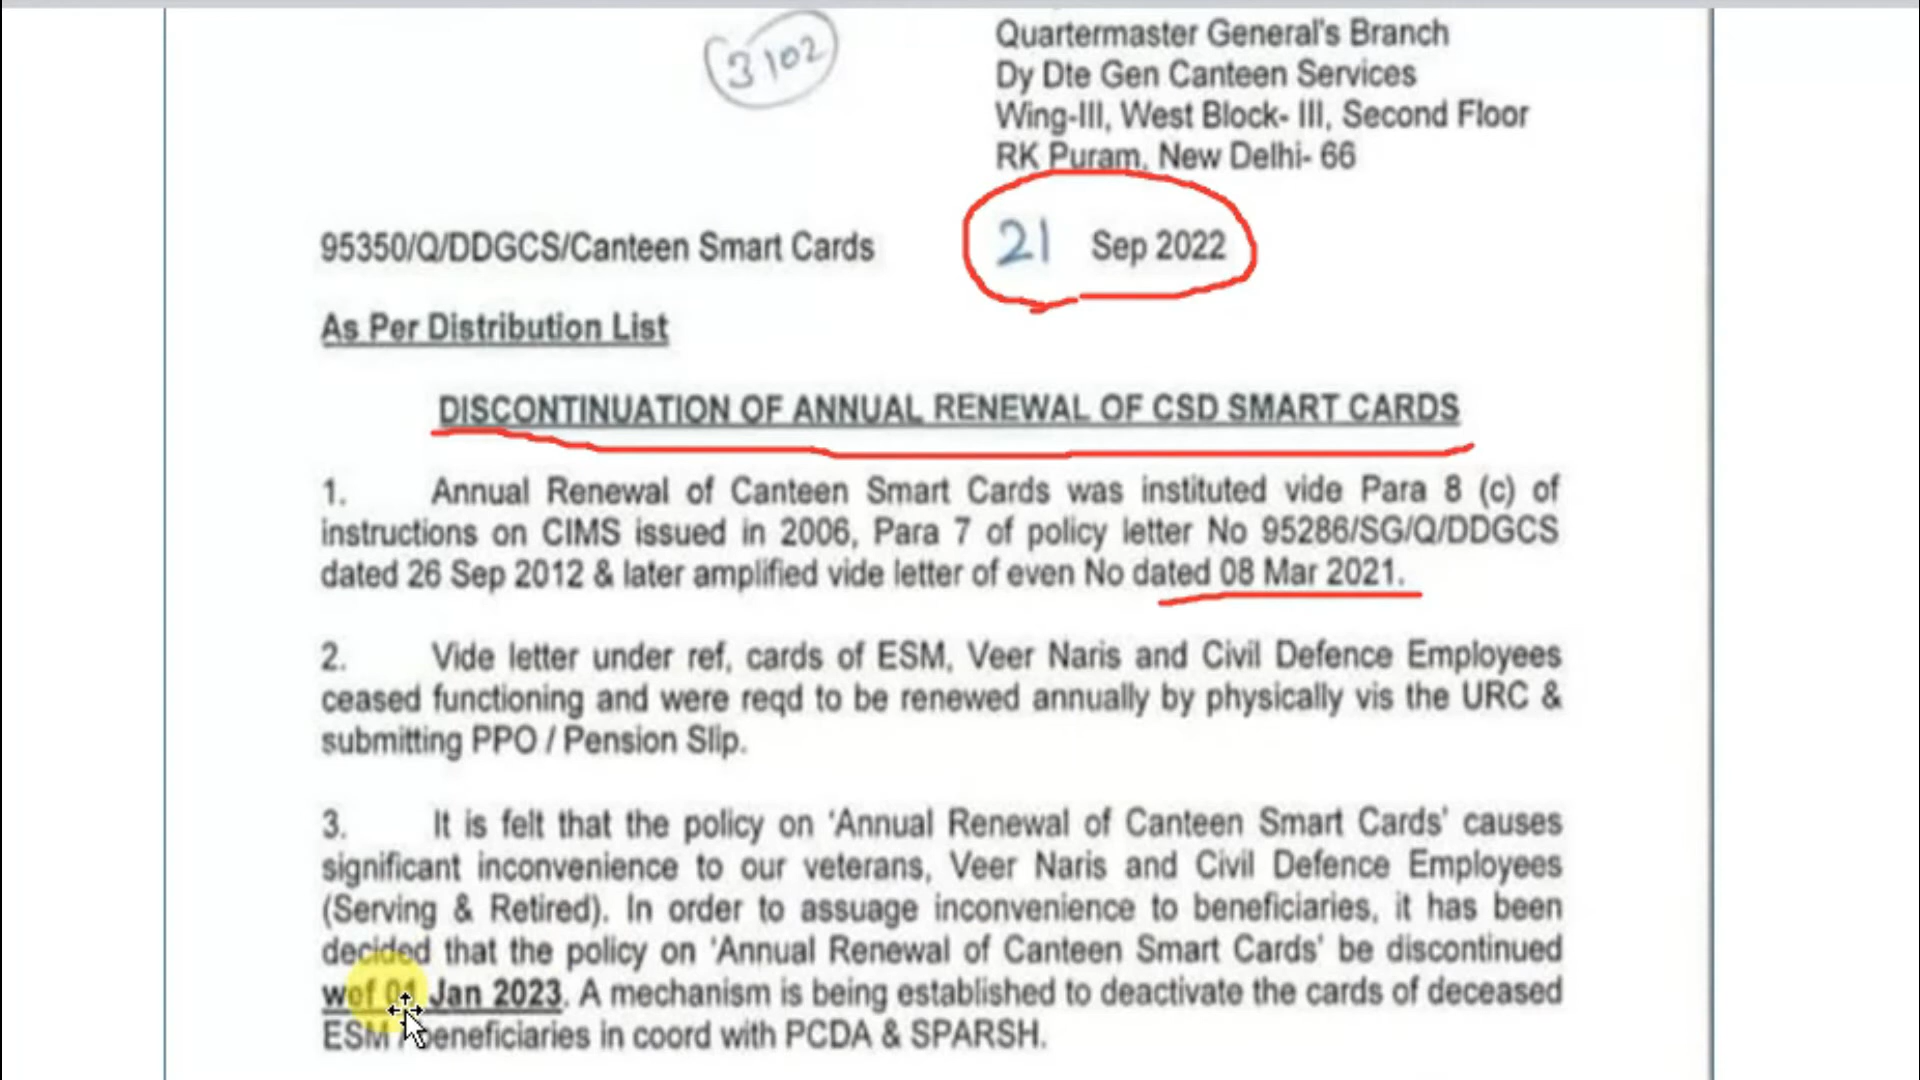 3102
Quartermaster General's Branch
Dy Dte Gen Canteen Services
Wing-III, West Block- III, Second Floor
RK Puram, New Delhi- 66
95350/Q/DDGCS/Canteen Smart Cards
21 Sep 2022
As Per Distribution List
DISCONTINUATION OF ANNUAL RENEWAL OF CSD SMART CARDS
1. Annual Renewal of Canteen Smart Cards was instituted vide Para 8 (c) of
instructions on CIMS issued in 2006, Para 7 of policy letter No 95286/SG/Q/DDGCS
dated 26 Sep 2012 & later amplified vide letter of even No dated 08 Mar 2021.
2. Vide letter under ref, cards of ESM, Veer Naris and Civil Defence Employees
ceased functioning and were reqd to be renewed annually by physically vis the URC &
submitting PPO / Pension Slip.
3. It is felt that the policy on 'Annual Renewal of Canteen Smart Cards' causes
significant inconvenience to our veterans, Veer Naris and Civil Defence Employees
(Serving & Retired). In order to assuage inconvenience to beneficiaries, it has been
decided that the policy on 'Annual Renewal of Canteen Smart Cards' be discontinued
wef 01 Jan 2023. A mechanism is being established to deactivate the cards of deceased
ESM / beneficiaries in coord with PCDA & SPARSH.